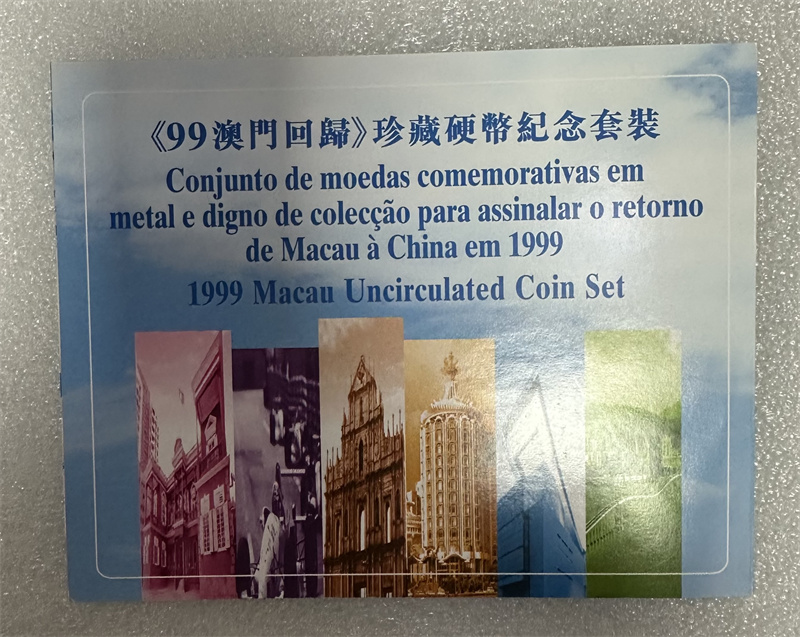 《99澳門回歸》珍藏硬幣紀念套裝
Conjunto de moedas comemorativas em
metal e digno de colecção para assinalar o retorno
de Macau à China em 1999
1999 Macau Uncirculated Coin Set